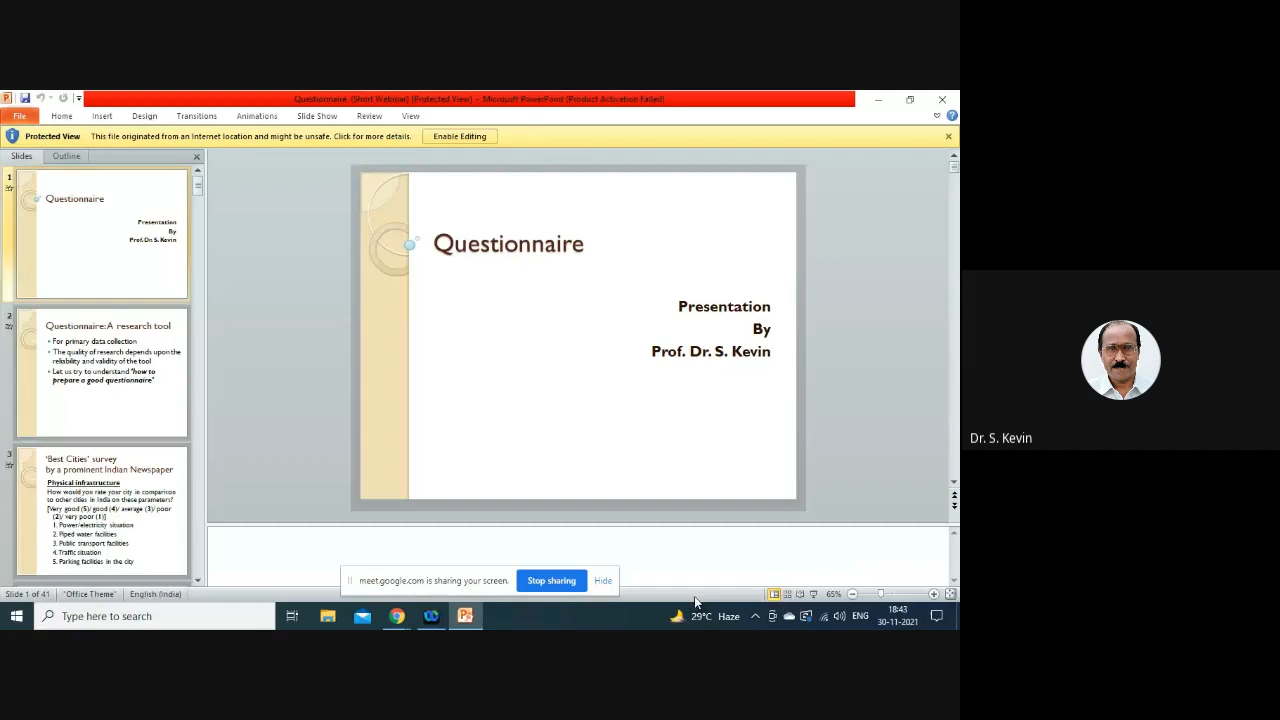 Questionnaire (Short Webinar) [Protected View] - Microsoft PowerPoint (Product Activation Failed)
File Home Insert Design Transitions Animations Slide Show Review View
Protected View This file originated from an Internet location and might be unsafe. Click for more details. Enable Editing
Slides Outline
1
Questionnaire
Presentation
By
Prof. Dr. S. Kevin
2
Questionnaire: A research tool
For primary data collection
The quality of research depends upon the
reliability and validity of the tool
Let us try to understand 'how to
prepare a good questionnaire'
3
'Best Cities' survey
by a prominent Indian Newspaper
Physical infrastructure
How would you rate your city in comparison
to other cities in India on these parameters?
[Very good (5)/ good (4)/ average (3)/ poor
(2)/ very poor (1)]
1. Power/electricity situation
2. Piped water facilities
3. Public transport facilities
4. Traffic situation
5. Parking facilities in the city
Questionnaire
Presentation
By
Prof. Dr. S. Kevin
Dr. S. Kevin
meet.google.com is sharing your screen. Stop sharing Hide
Slide 1 of 41 "Office Theme" English (India) 65%
Type here to search
29°C Haze ENG
18:43
30-11-2021